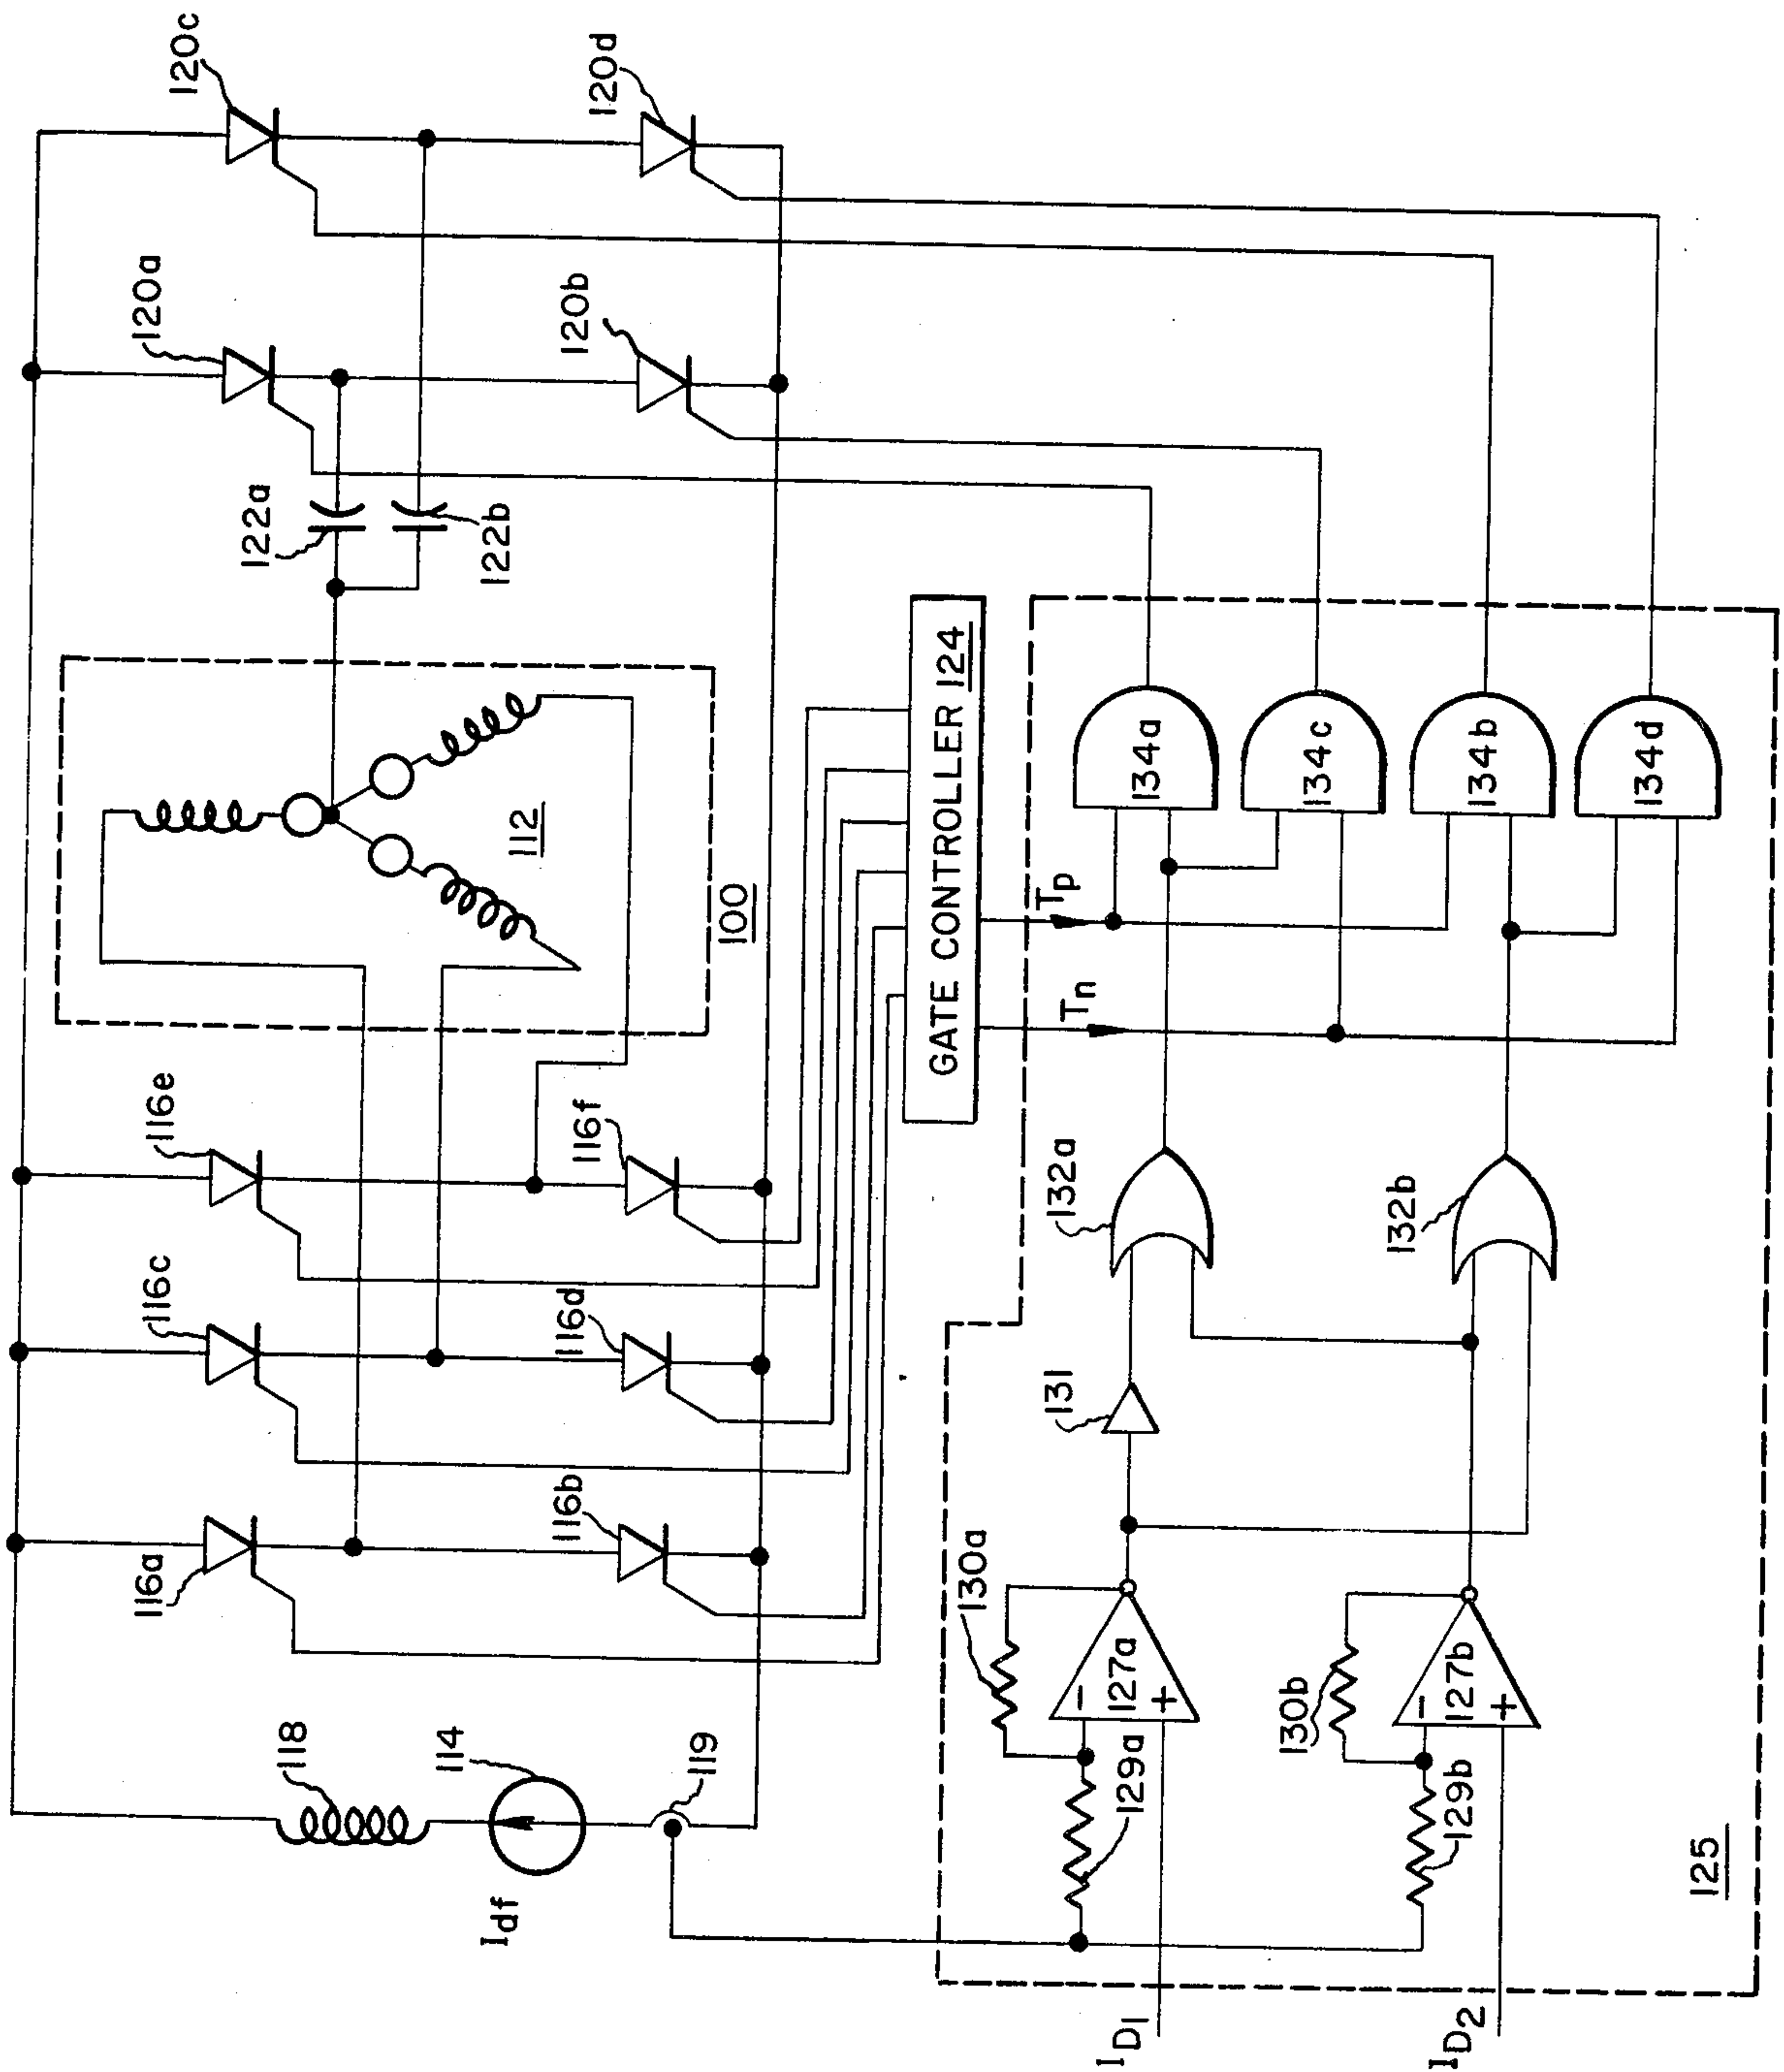 120c
120d
120a
120b
122a
122b
112
100
116e
116f
116c
116d
116a
116b
118
114
119
Idf
GATE CONTROLLER 124
Tp
Tn
134a
134c
134b
134d
132a
132b
131
130a
127a
-
+
129a
130b
127b
-
+
129b
125
ID1
ID2